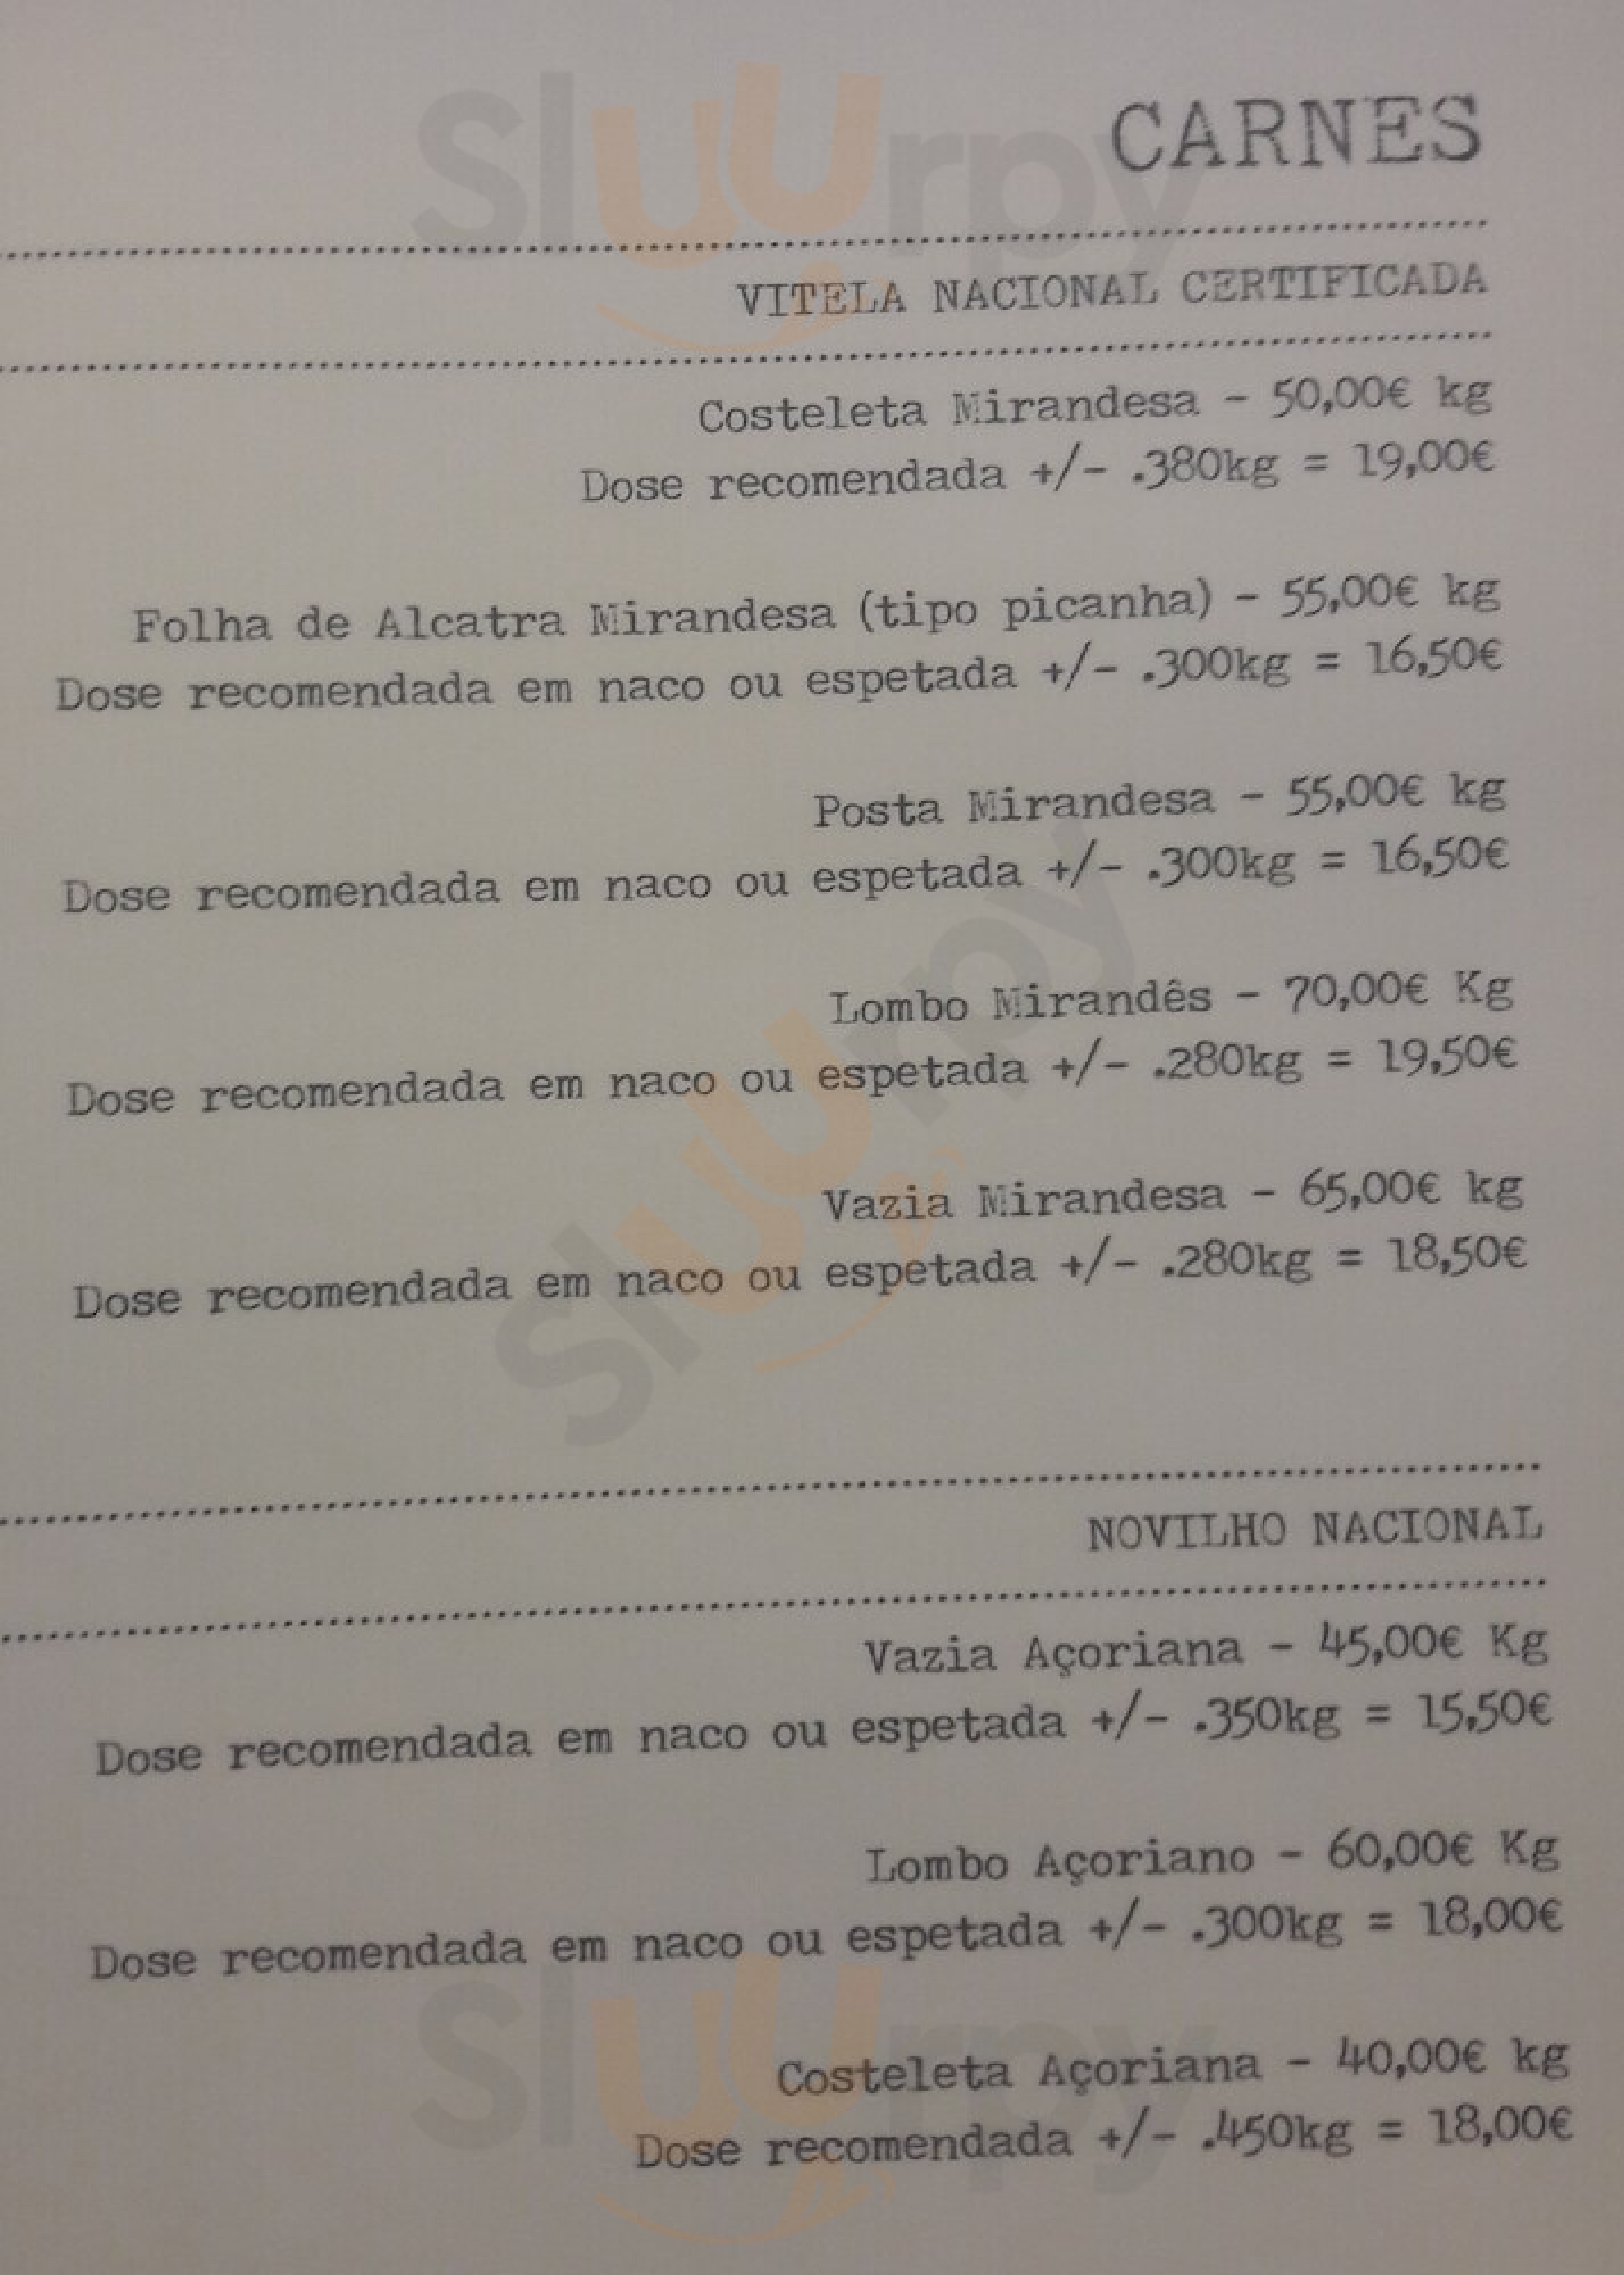 Sluurpy
CARNES
VITELA NACIONAL CERTIFICADA
Costeleta Mirandesa - 50,00€ kg
Dose recomendada +/- .380kg = 19,00€
Folha de Alcatra Mirandesa (tipo picanha) - 55,00€ kg
Dose recomendada em naco ou espetada +/- .300kg = 16,50€
Posta Mirandesa - 55,00€ kg
Dose recomendada em naco ou espetada +/- .300kg = 16,50€
Lombo Mirandês - 70,00€ Kg
Dose recomendada em naco ou espetada +/- .280kg = 19,50€
Sluurpy
Vazia Mirandesa - 65,00€ kg
Dose recomendada em naco ou espetada +/- .280kg = 18,50€
NOVILHO NACIONAL
Vazia Açoriana - 45,00€ Kg
Dose recomendada em naco ou espetada +/- .350kg = 15,50€
Lombo Açoriano - 60,00€ Kg
Dose recomendada em naco ou espetada +/- .300kg = 18,00€
Sluurpy
Costeleta Açoriana - 40,00€ kg
Dose recomendada +/- .450kg = 18,00€